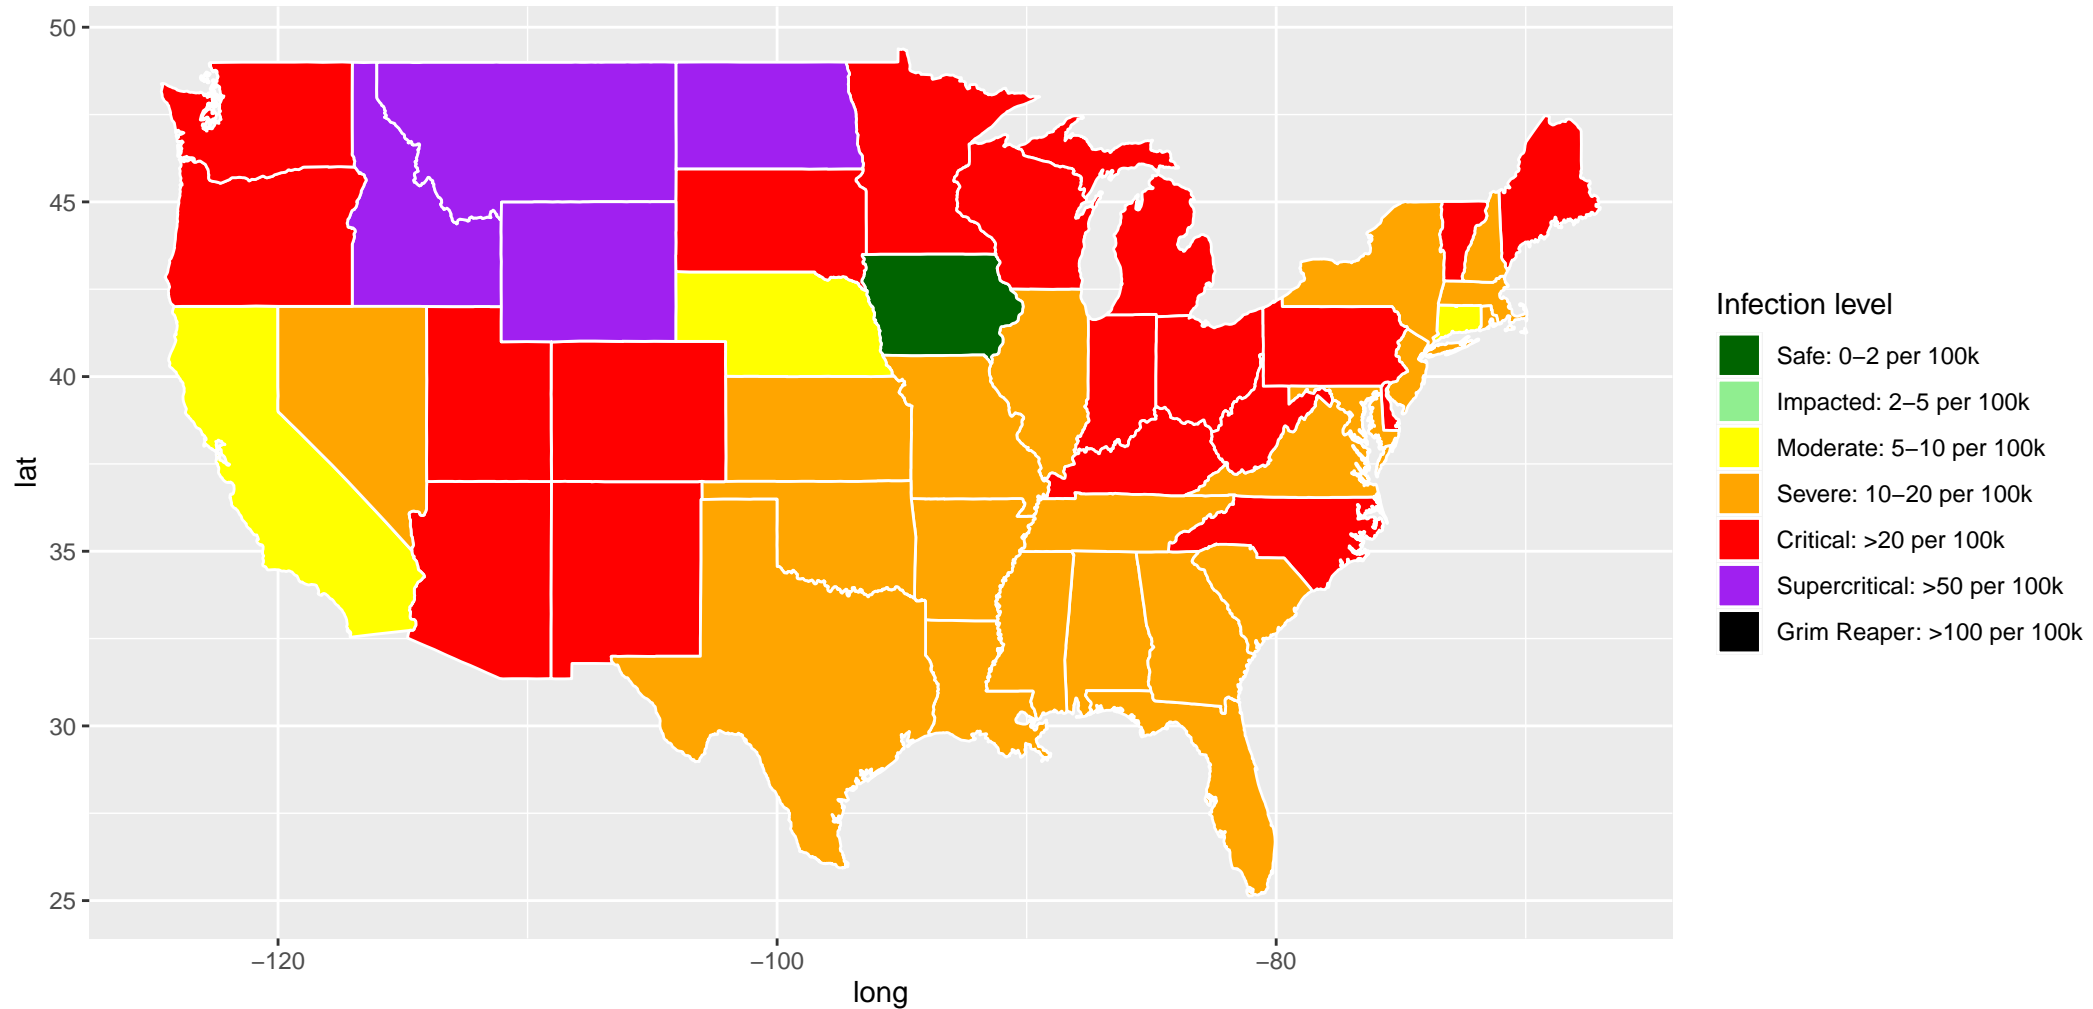 50
45
40
35
30
25
lat
−120
−100
−80
long
Infection level
Safe: 0−2 per 100k
Impacted: 2−5 per 100k
Moderate: 5−10 per 100k
Severe: 10−20 per 100k
Critical: >20 per 100k
Supercritical: >50 per 100k
Grim Reaper: >100 per 100k